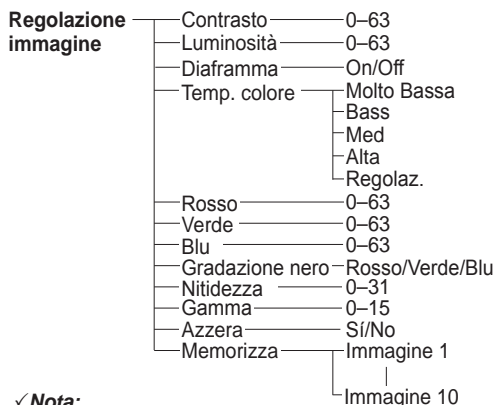 Regolazione immagine
Contrasto 0–63
Luminosità 0–63
Diaframma On/Off
Temp. colore Molto Bassa
Bass
Med
Alta
Regolaz.
Rosso 0–63
Verde 0–63
Blu 0–63
Gradazione nero Rosso/Verde/Blu
Nitidezza 0–31
Gamma 0–15
Azzera Sí/No
Memorizza Immagine 1
Immagine 10
✓Nota: